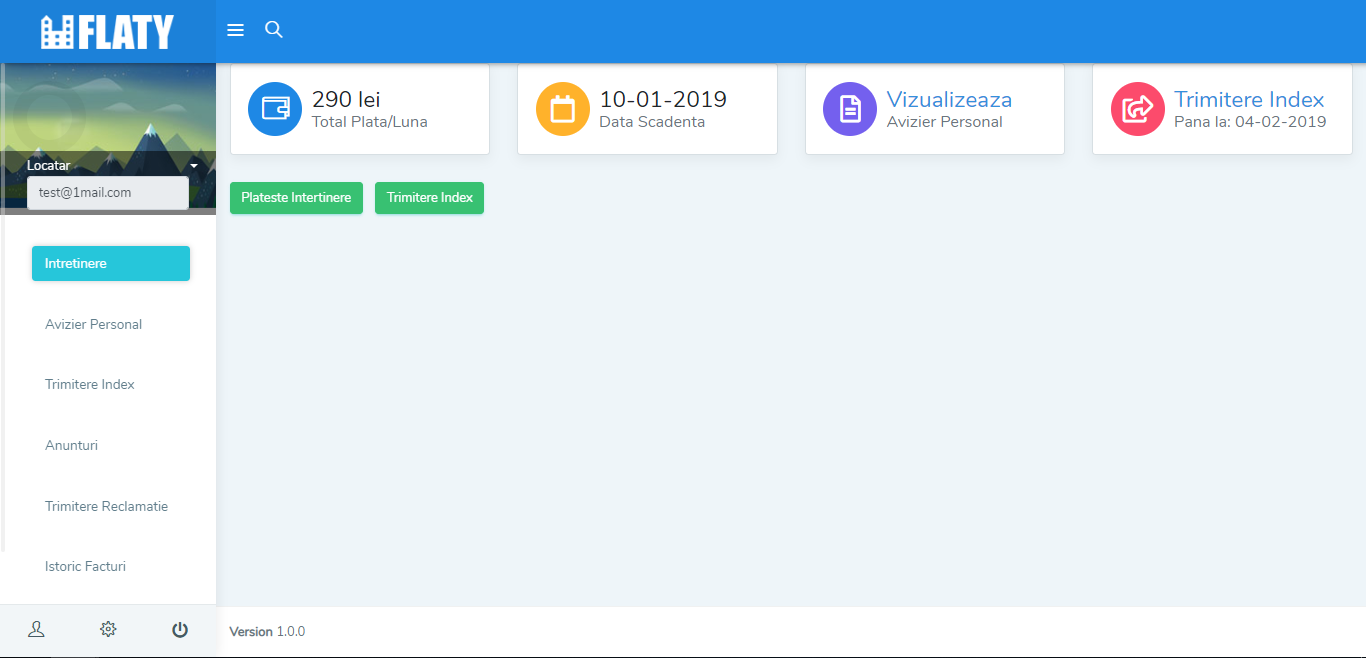 FLATY
Locatar
test@1mail.com
Intretinere
Avizier Personal
Trimitere Index
Anunturi
Trimitere Reclamatie
Istoric Facturi
290 lei
Total Plata/Luna
10-01-2019
Data Scadenta
Vizualizeaza
Avizier Personal
Trimitere Index
Pana la: 04-02-2019
Plateste Intertinere
Trimitere Index
Version 1.0.0